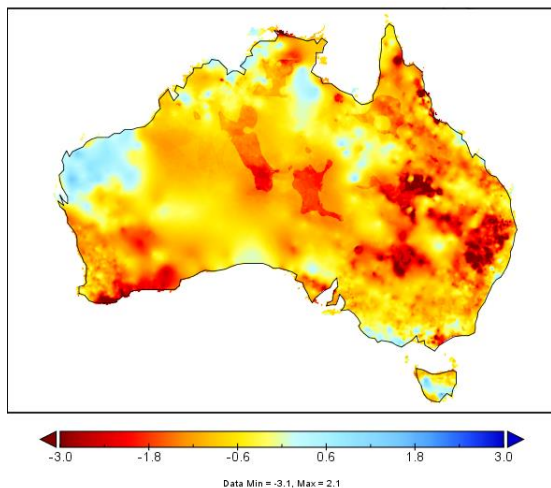 -3.0 -1.8 -0.6 0.6 1.8 3.0
Data Min = -3.1, Max = 2.1